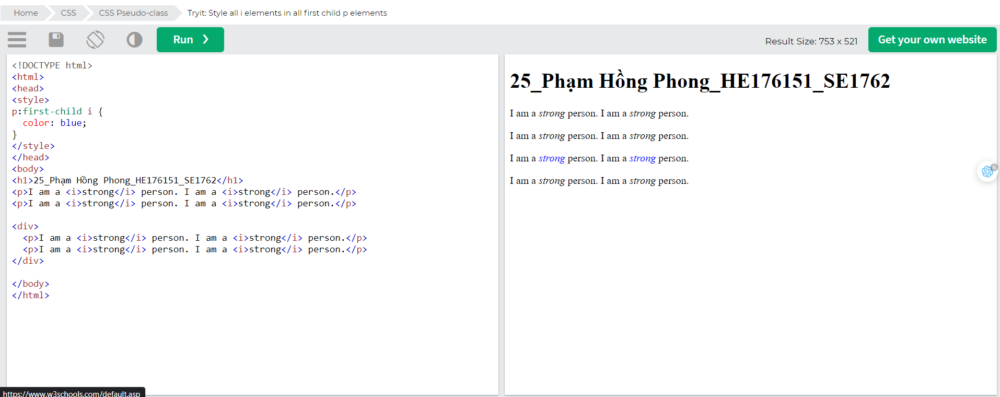 Home CSS CSS Pseudo-class Tryit: Style all i elements in all first child p elements
Run ❯ Result Size: 753 x 521 Get your own website
<!DOCTYPE html>
<html>
<head>
<style>
p:first-child i {
  color: blue;
}
</style>
</head>
<body>
<h1>25_Phạm Hồng Phong_HE176151_SE1762</h1>
<p>I am a <i>strong</i> person. I am a <i>strong</i> person.</p>
<p>I am a <i>strong</i> person. I am a <i>strong</i> person.</p>
<div>
  <p>I am a <i>strong</i> person. I am a <i>strong</i> person.</p>
  <p>I am a <i>strong</i> person. I am a <i>strong</i> person.</p>
</div>
</body>
</html>
25_Phạm Hồng Phong_HE176151_SE1762
I am a strong person. I am a strong person.
I am a strong person. I am a strong person.
I am a strong person. I am a strong person.
I am a strong person. I am a strong person.
https://www.w3schools.com/default.asp